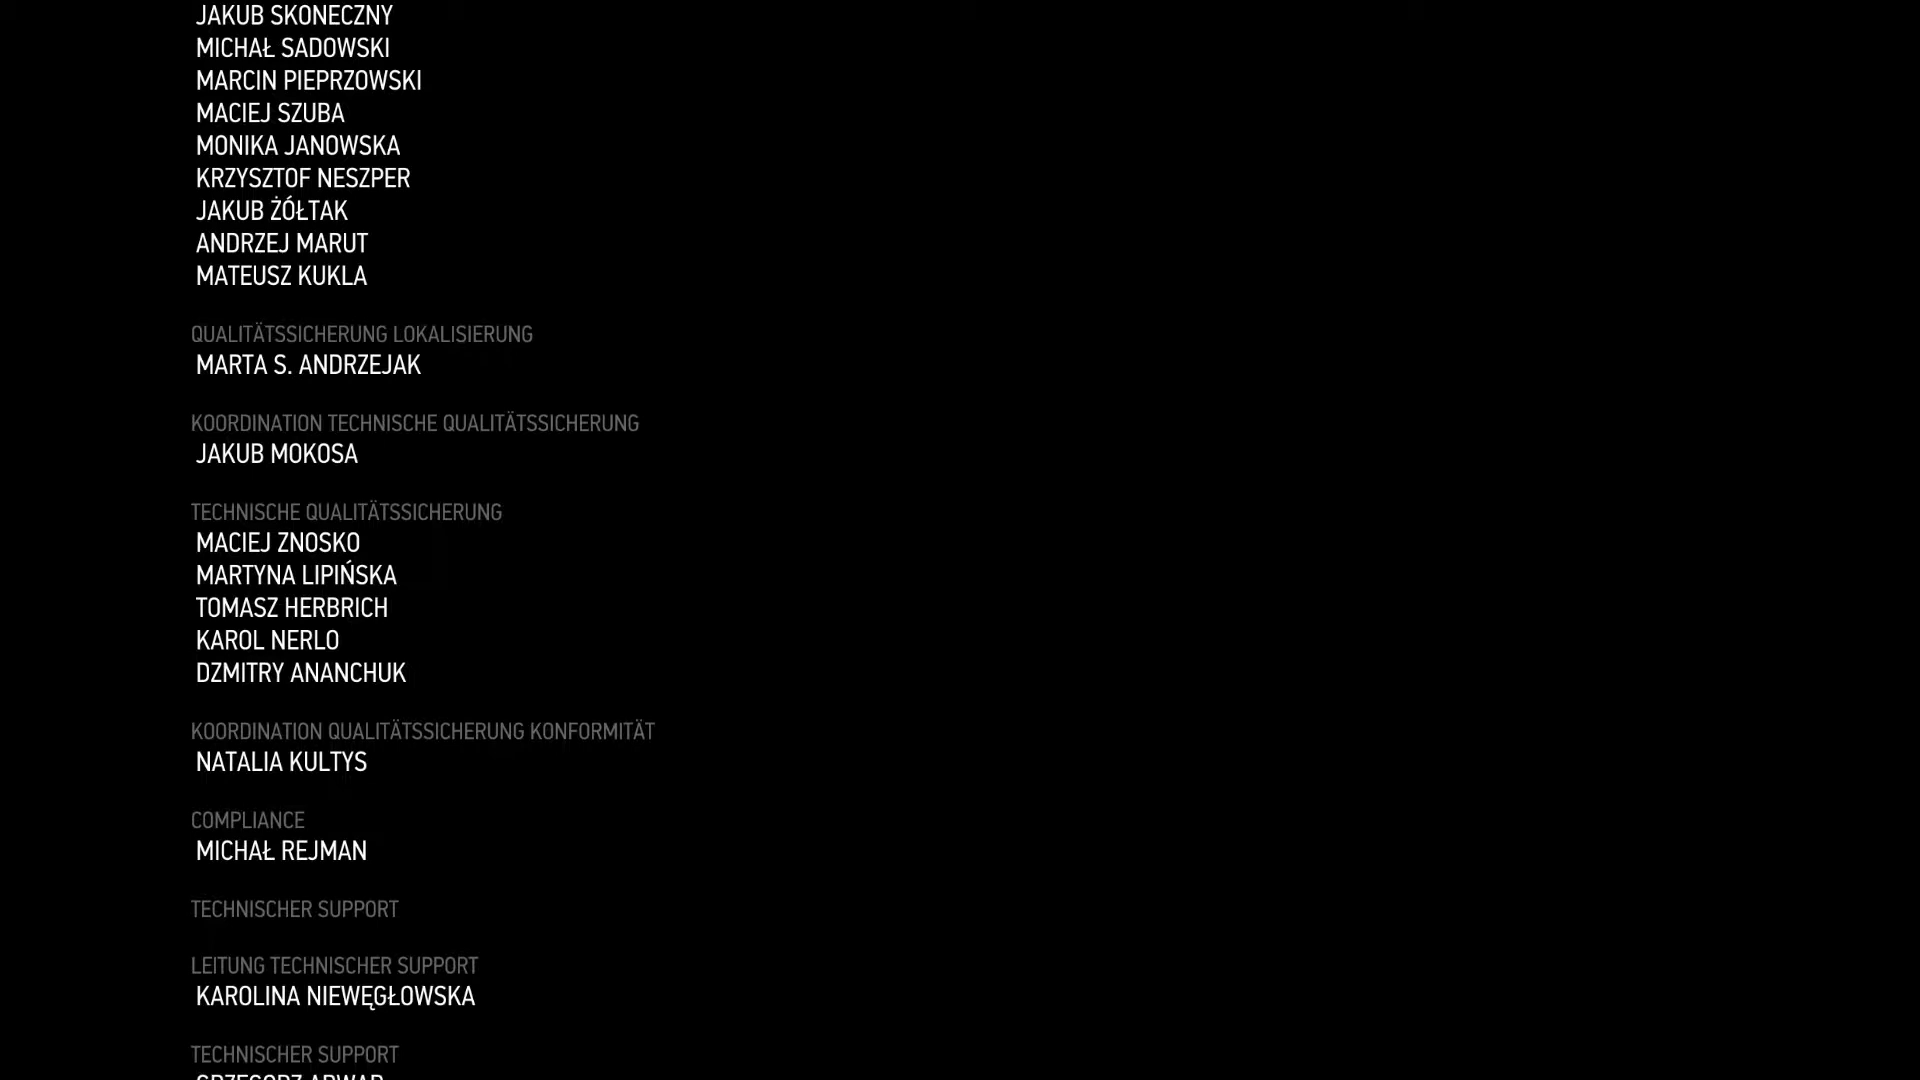 JAKUB SKONECZNY
MICHAŁ SADOWSKI
MARCIN PIEPRZOWSKI
MACIEJ SZUBA
MONIKA JANOWSKA
KRZYSZTOF NESZPER
JAKUB ŻÓŁTAK
ANDRZEJ MARUT
MATEUSZ KUKLA
QUALITÄTSSICHERUNG LOKALISIERUNG
MARTA S. ANDRZEJAK
KOORDINATION TECHNISCHE QUALITÄTSSICHERUNG
JAKUB MOKOSA
TECHNISCHE QUALITÄTSSICHERUNG
MACIEJ ZNOSKO
MARTYNA LIPIŃSKA
TOMASZ HERBRICH
KAROL NERLO
DZMITRY ANANCHUK
KOORDINATION QUALITÄTSSICHERUNG KONFORMITÄT
NATALIA KULTYS
COMPLIANCE
MICHAŁ REJMAN
TECHNISCHER SUPPORT
LEITUNG TECHNISCHER SUPPORT
KAROLINA NIEWĘGŁOWSKA
TECHNISCHER SUPPORT
GRZEGORZ